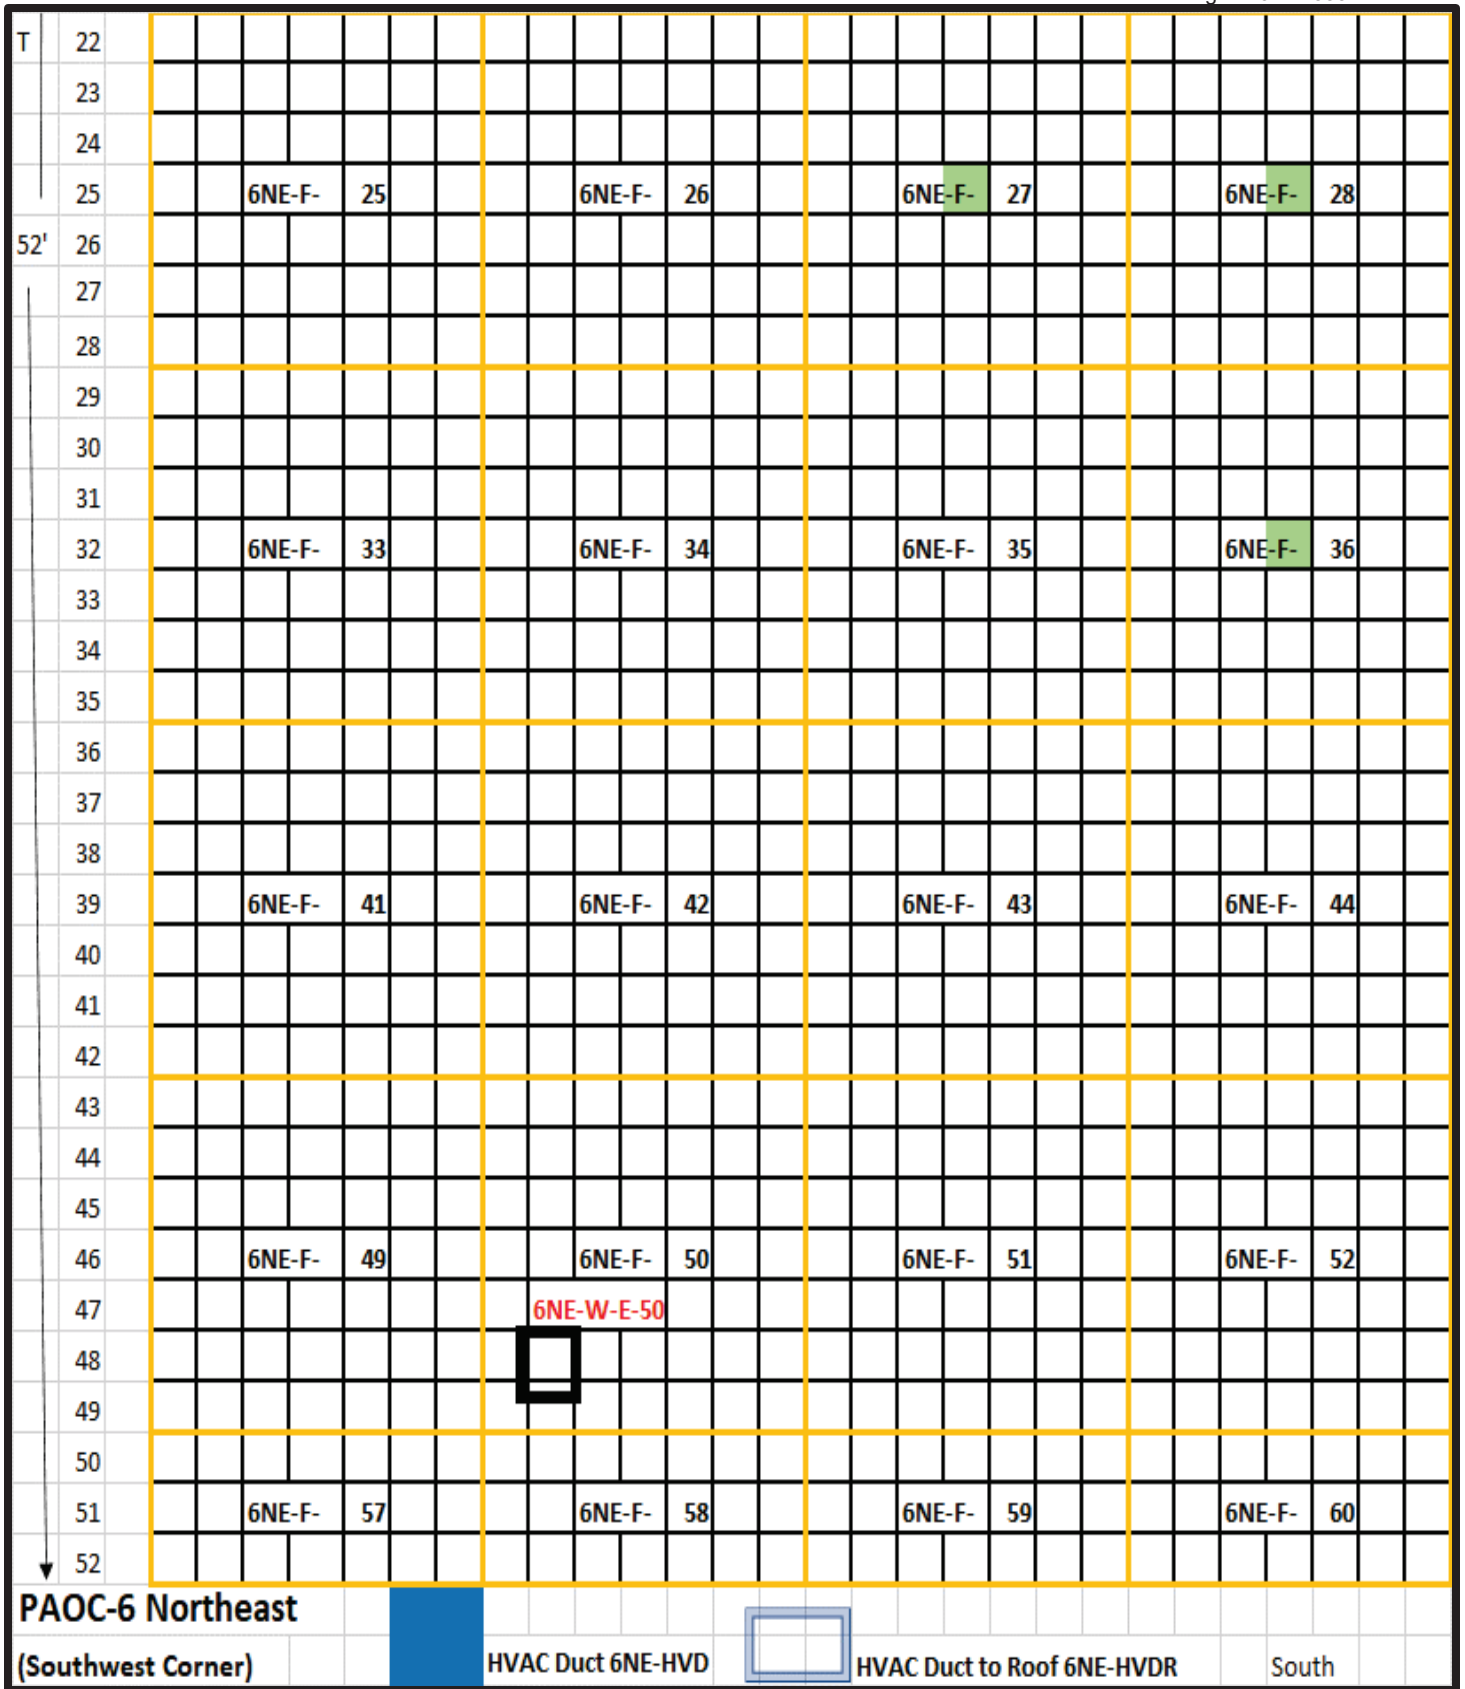 T 22
23
24
25 6NE-F- 25 6NE-F- 26 6NE-F- 27 6NE-F- 28
52' 26
27
28
29
30
31
32 6NE-F- 33 6NE-F- 34 6NE-F- 35 6NE-F- 36
33
34
35
36
37
38
39 6NE-F- 41 6NE-F- 42 6NE-F- 43 6NE-F- 44
40
41
42
43
44
45
46 6NE-F- 49 6NE-F- 50 6NE-F- 51 6NE-F- 52
47 6NE-W-E-50
48
49
50
51 6NE-F- 57 6NE-F- 58 6NE-F- 59 6NE-F- 60
52
PAOC-6 Northeast
(Southwest Corner) HVAC Duct 6NE-HVD HVAC Duct to Roof 6NE-HVDR South